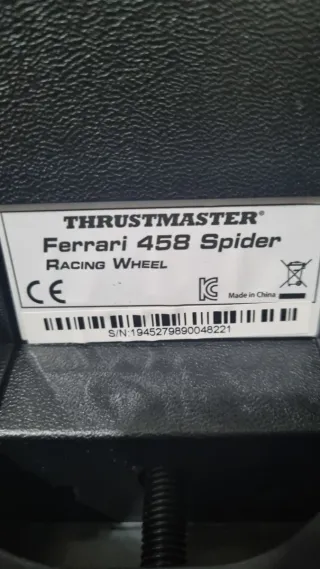 THRUSTMASTER®
Ferrari 458 Spider
RACING WHEEL
CE
Made in China
S/N:1945279890048221